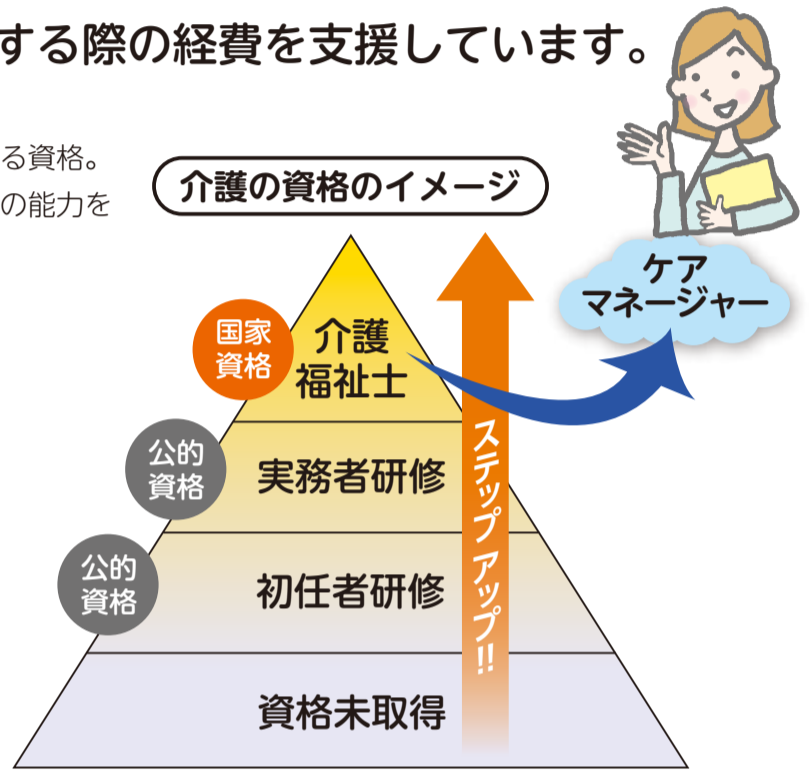 する際の経費を支援しています。
る資格。
の能力を
介護の資格のイメージ
ケア
マネージャー
国家
資格
介護
福祉士
公的
資格
実務者研修
公的
資格
初任者研修
資格未取得
ステップアップ!!